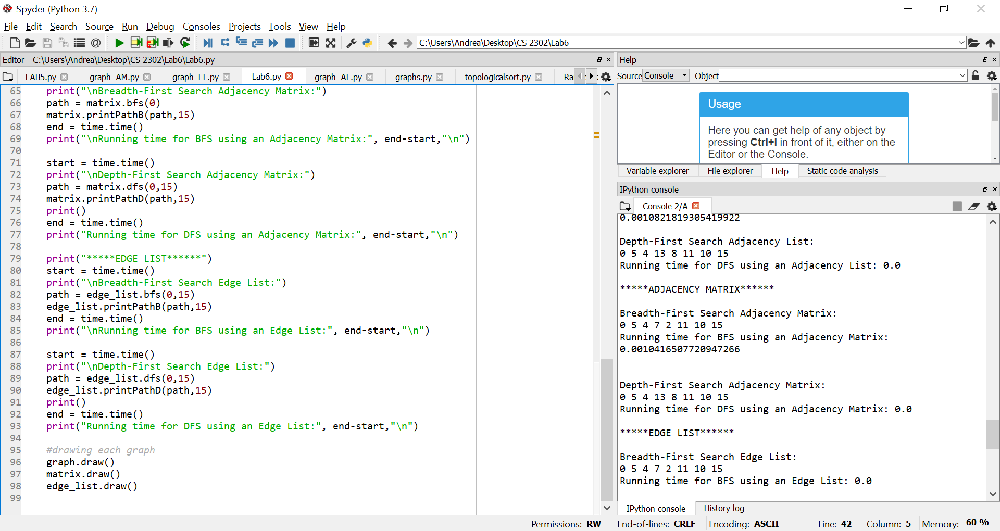 Spyder (Python 3.7)
File Edit Search Source Run Debug Consoles Projects Tools View Help
C:\Users\Andrea\Desktop\CS 2302\Lab6
Editor - C:\Users\Andrea\Desktop\CS 2302\Lab6\Lab6.py
LAB5.py graph_AM.py graph_EL.py Lab6.py graph_AL.py graphs.py topologicalsort.py
65 print("\nBreadth-First Search Adjacency Matrix:")
66 path = matrix.bfs(0)
67 matrix.printPathB(path,15)
68 end = time.time()
69 print("\nRunning time for BFS using an Adjacency Matrix:", end-start,"\n")
70
71 start = time.time()
72 print("\nDepth-First Search Adjacency Matrix:")
73 path = matrix.dfs(0,15)
74 matrix.printPathD(path,15)
75 print()
76 end = time.time()
77 print("Running time for DFS using an Adjacency Matrix:", end-start,"\n")
78
79 print("*****EDGE LIST******")
80 start = time.time()
81 print("\nBreadth-First Search Edge List:")
82 path = edge_list.bfs(0,15)
83 edge_list.printPathB(path,15)
84 end = time.time()
85 print("\nRunning time for BFS using an Edge List:", end-start,"\n")
86
87 start = time.time()
88 print("\nDepth-First Search Edge List:")
89 path = edge_list.dfs(0,15)
90 edge_list.printPathD(path,15)
91 print()
92 end = time.time()
93 print("Running time for DFS using an Edge List:", end-start,"\n")
94
95 #drawing each graph
96 graph.draw()
97 matrix.draw()
98 edge_list.draw()
99
Help
Source Console Object
Usage
Here you can get help of any object by
pressing Ctrl+I in front of it, either on the
Editor or the Console.
Variable explorer File explorer Help Static code analysis
IPython console
Console 2/A
0.0010821819305419922
Depth-First Search Adjacency List:
0 5 4 13 8 11 10 15
Running time for DFS using an Adjacency List: 0.0
*****ADJACENCY MATRIX******
Breadth-First Search Adjacency Matrix:
0 5 4 7 2 11 10 15
Running time for BFS using an Adjacency Matrix:
0.0010416507720947266
Depth-First Search Adjacency Matrix:
0 5 4 13 8 11 10 15
Running time for DFS using an Adjacency Matrix: 0.0
*****EDGE LIST******
Breadth-First Search Edge List:
0 5 4 7 2 11 10 15
Running time for BFS using an Edge List: 0.0
IPython console History log
Permissions: RW End-of-lines: CRLF Encoding: ASCII Line: 42 Column: 5 Memory: 60 %